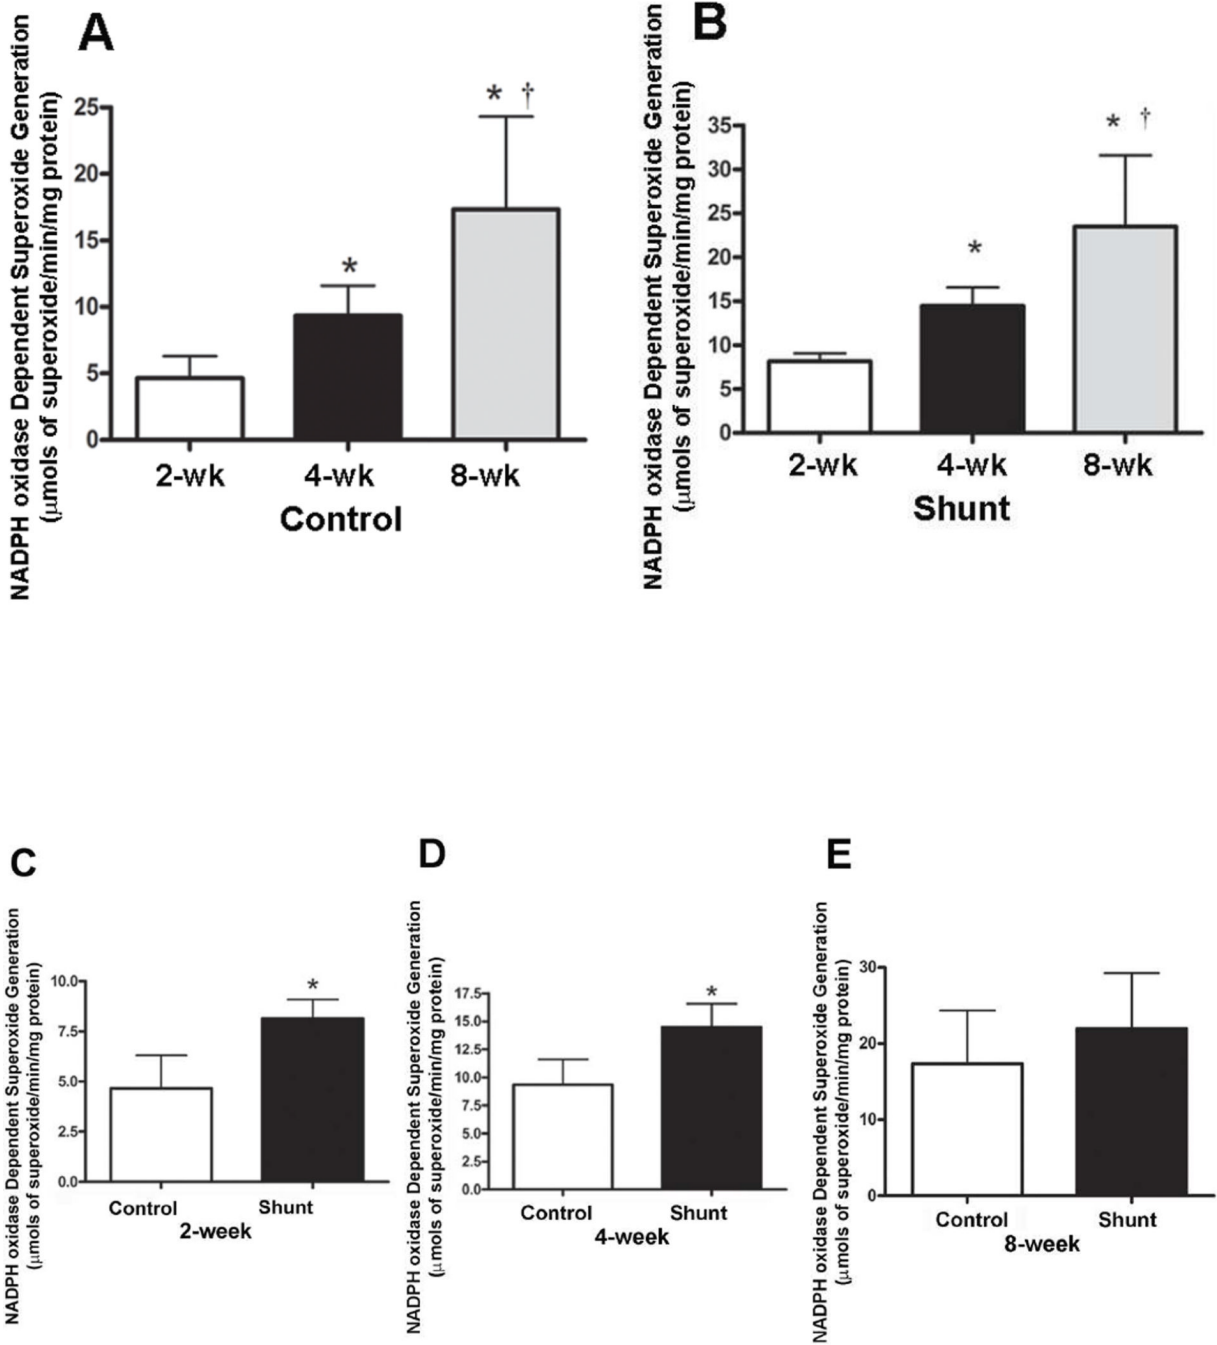 A
NADPH oxidase Dependent Superoxide Generation
(μmols of superoxide/min/mg protein)
25
20
15
10
5
0
*
* †
2-wk 4-wk 8-wk
Control
B
NADPH oxidase Dependent Superoxide Generation
(μmols of superoxide/min/mg protein)
35
30
25
20
15
10
5
0
*
* †
2-wk 4-wk 8-wk
Shunt
C
NADPH oxidase Dependent Superoxide Generation
(μmols of superoxide/min/mg protein)
10.0
7.5
5.0
2.5
0.0
*
Control Shunt
2-week
D
NADPH oxidase Dependent Superoxide Generation
(μmols of superoxide/min/mg protein)
17.5
15.0
12.5
10.0
7.5
5.0
2.5
0.0
*
Control Shunt
4-week
E
NADPH oxidase Dependent Superoxide Generation
(μmols of superoxide/min/mg protein)
30
20
10
0
Control Shunt
8-week